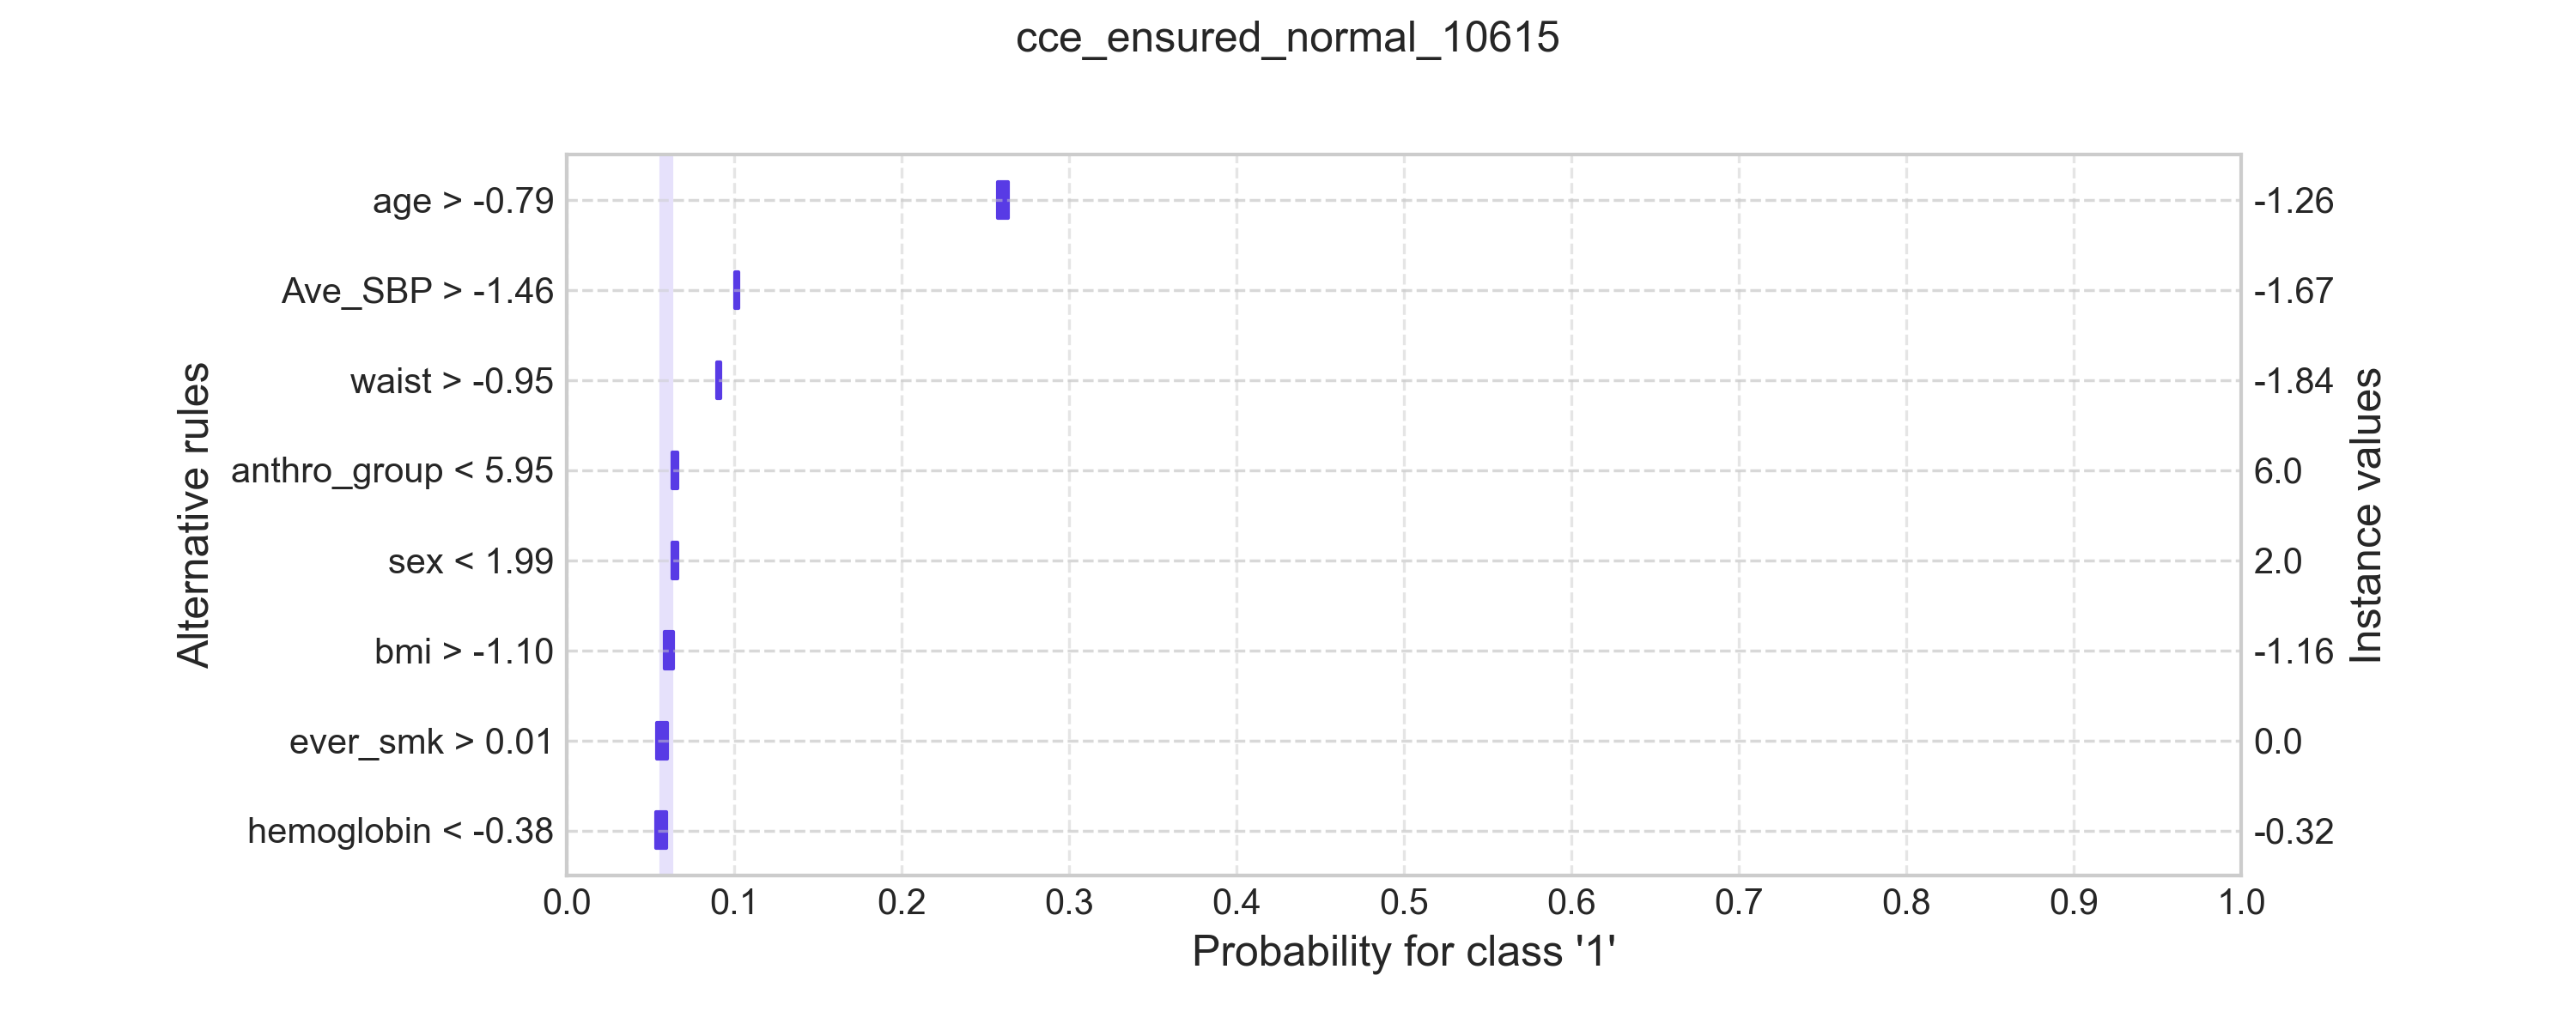 cce_ensured_normal_10615
Alternative rules
age > -0.79
Ave_SBP > -1.46
waist > -0.95
anthro_group < 5.95
sex < 1.99
bmi > -1.10
ever_smk > 0.01
hemoglobin < -0.38
-1.26
-1.67
-1.84
6.0
2.0
-1.16
0.0
-0.32
Instance values
0.0 0.1 0.2 0.3 0.4 0.5 0.6 0.7 0.8 0.9 1.0
Probability for class '1'